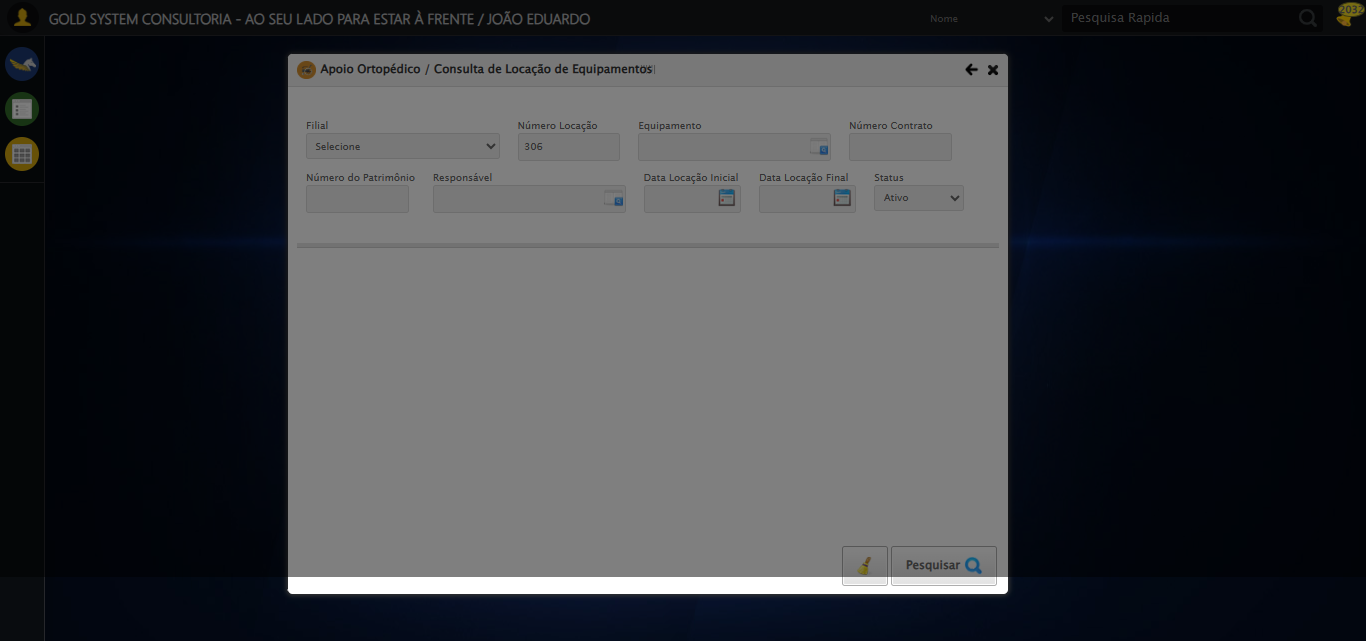 GOLD SYSTEM CONSULTORIA - AO SEU LADO PARA ESTAR À FRENTE / JOÃO EDUARDO
Nome
Pesquisa Rapida
2032
Apoio Ortopédico / Consulta de Locação de Equipamentos
Filial
Número Locação
Equipamento
Número Contrato
Selecione
306
Número do Patrimônio
Responsável
Data Locação Inicial
Data Locação Final
Status
Ativo
Pesquisar